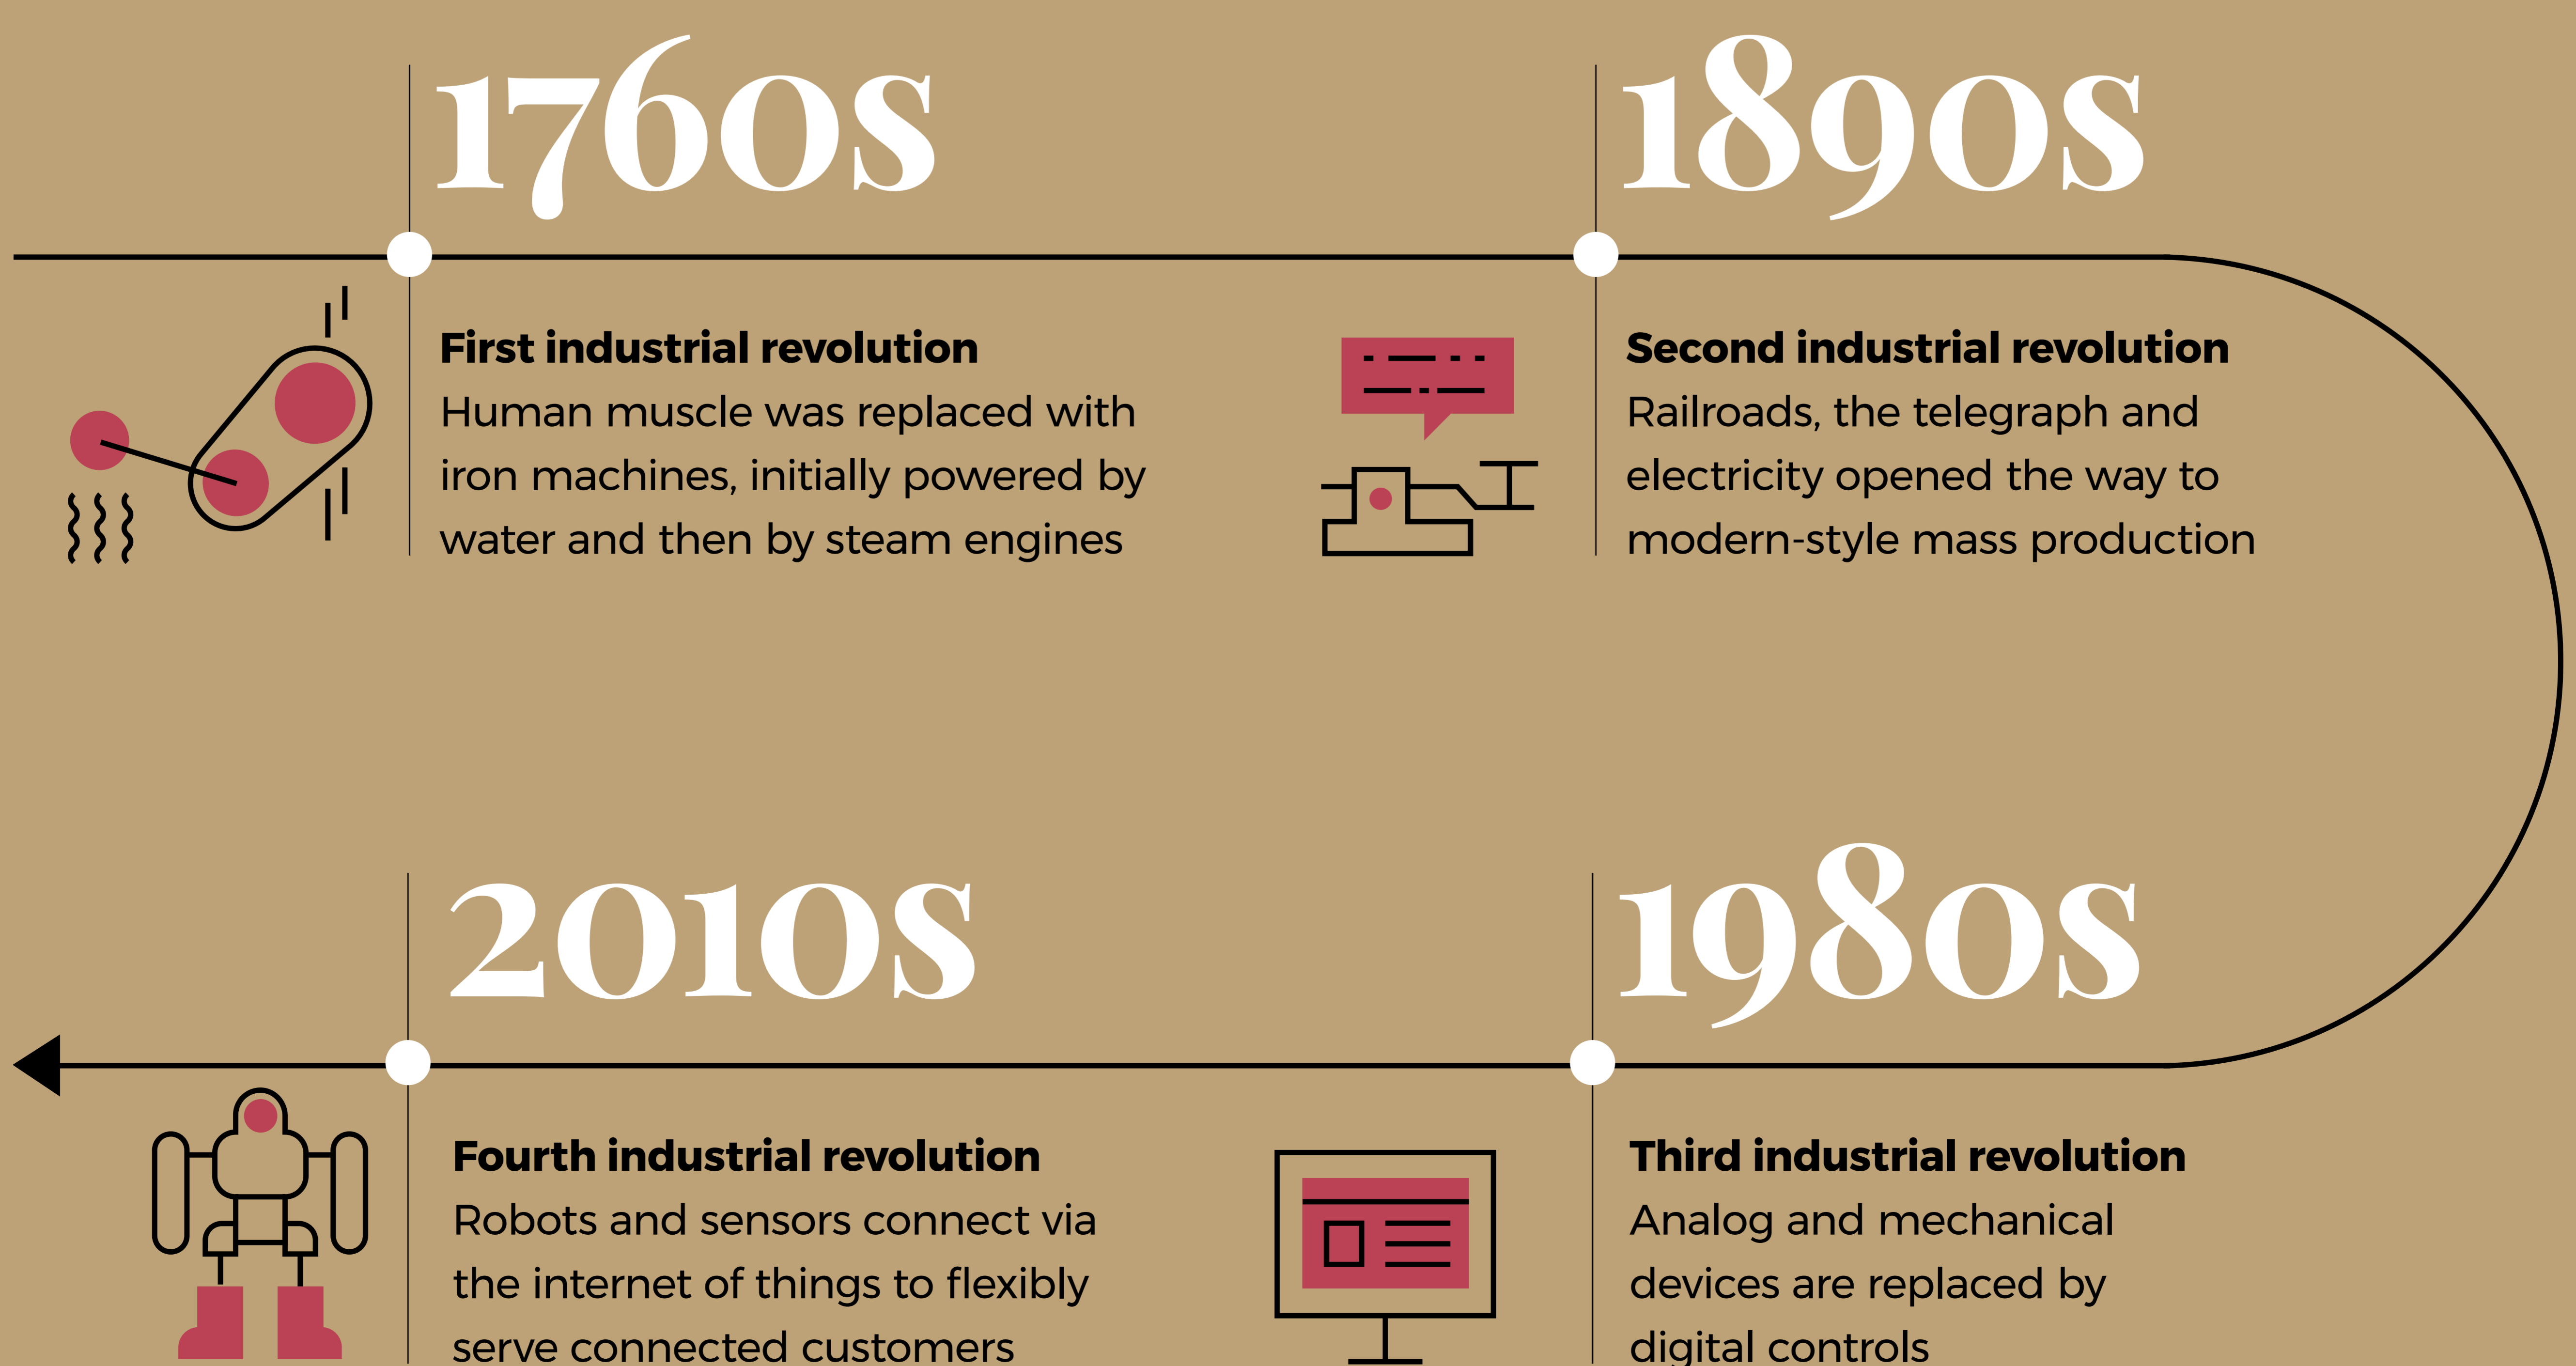 1760s
First industrial revolution
Human muscle was replaced with
iron machines, initially powered by
water and then by steam engines
1890s
Second industrial revolution
Railroads, the telegraph and
electricity opened the way to
modern-style mass production
1980s
Third industrial revolution
Analog and mechanical
devices are replaced by
digital controls
2010s
Fourth industrial revolution
Robots and sensors connect via
the internet of things to flexibly
serve connected customers